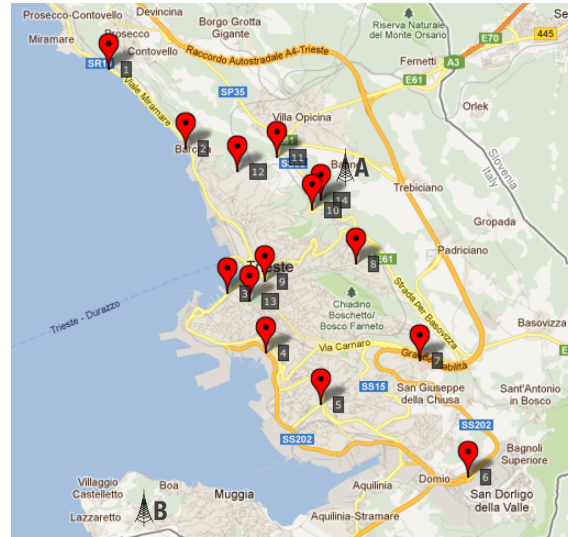 Prosecco-Contovello
Devincina
Miramare
Prosecco
Contovello
Borgo Grotta
Gigante
Riserva Naturale
del Monte Orsario
E70
445
SR14
1
Viale Miramare
Raccordo Autostradale A4-Trieste
Fernetti
A3
SP35
E61
Villa Opicina
Orlek
Slovenia
Italy
2
12
11
A
14
10
Trebiciano
Gropada
Padriciano
8
E61
Trieste
9
3
13
Chiadino
Boschetto/
Bosco Farneto
Strada per Basovizza
Basovizza
Trieste - Durazzo
4
Via Carnaro
7
SS15
San Giuseppe
della Chiusa
Sant'Antonio
in Bosco
5
SS202
SS202
Bagnoli
Superiore
6
Domio
San Dorligo
della Valle
Villaggio
Castelletto
Boa
Muggia
Aquilinia
Lazzaretto
B
Aquilinia-Stramare